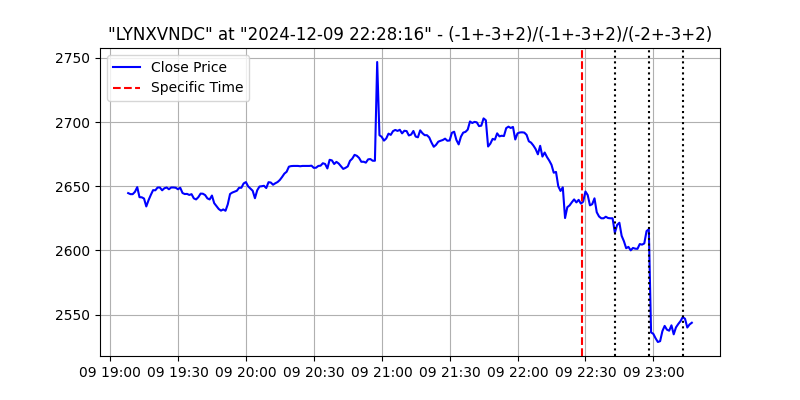 "LYNXVNDC" at "2024-12-09 22:28:16" - (-1+-3+2)/(-1+-3+2)/(-2+-3+2)
Close Price
Specific Time
2750
2700
2650
2600
2550
09 19:00 09 19:30 09 20:00 09 20:30 09 21:00 09 21:30 09 22:00 09 22:30 09 23:00